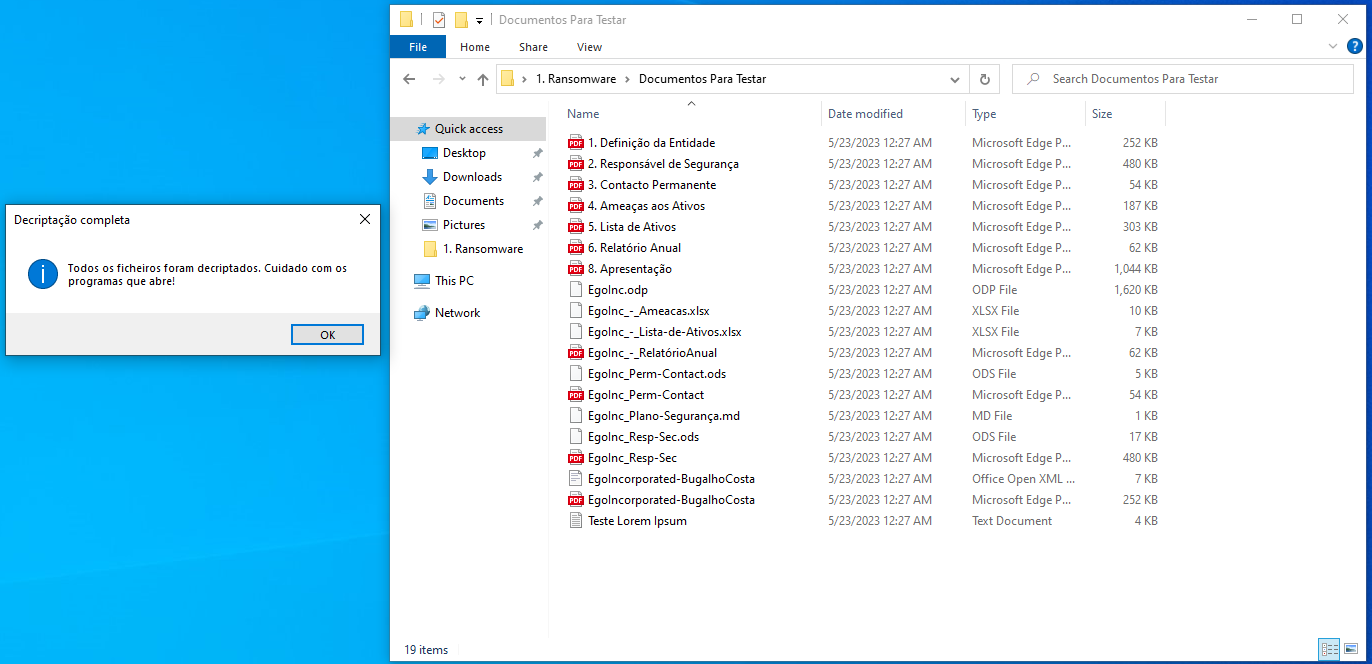 Documentos Para Testar
File Home Share View
1. Ransomware Documentos Para Testar
Search Documentos Para Testar
Quick access
Desktop
Downloads
Documents
Pictures
1. Ransomware
This PC
Network
Name Date modified Type Size
1. Definição da Entidade 5/23/2023 12:27 AM Microsoft Edge P... 252 KB
2. Responsável de Segurança 5/23/2023 12:27 AM Microsoft Edge P... 480 KB
3. Contacto Permanente 5/23/2023 12:27 AM Microsoft Edge P... 54 KB
4. Ameaças aos Ativos 5/23/2023 12:27 AM Microsoft Edge P... 187 KB
5. Lista de Ativos 5/23/2023 12:27 AM Microsoft Edge P... 303 KB
6. Relatório Anual 5/23/2023 12:27 AM Microsoft Edge P... 62 KB
8. Apresentação 5/23/2023 12:27 AM Microsoft Edge P... 1,044 KB
EgoInc.odp 5/23/2023 12:27 AM ODP File 1,620 KB
EgoInc_-_Ameacas.xlsx 5/23/2023 12:27 AM XLSX File 10 KB
EgoInc_-_Lista-de-Ativos.xlsx 5/23/2023 12:27 AM XLSX File 7 KB
EgoInc_-_RelatórioAnual 5/23/2023 12:27 AM Microsoft Edge P... 62 KB
EgoInc_Perm-Contact.ods 5/23/2023 12:27 AM ODS File 5 KB
EgoInc_Perm-Contact 5/23/2023 12:27 AM Microsoft Edge P... 54 KB
EgoInc_Plano-Segurança.md 5/23/2023 12:27 AM MD File 1 KB
EgoInc_Resp-Sec.ods 5/23/2023 12:27 AM ODS File 17 KB
EgoInc_Resp-Sec 5/23/2023 12:27 AM Microsoft Edge P... 480 KB
EgoIncorporated-BugalhoCosta 5/23/2023 12:27 AM Office Open XML ... 7 KB
EgoIncorporated-BugalhoCosta 5/23/2023 12:27 AM Microsoft Edge P... 252 KB
Teste Lorem Ipsum 5/23/2023 12:27 AM Text Document 4 KB
19 items
Decriptação completa
Todos os ficheiros foram decriptados. Cuidado com os
programas que abre!
OK